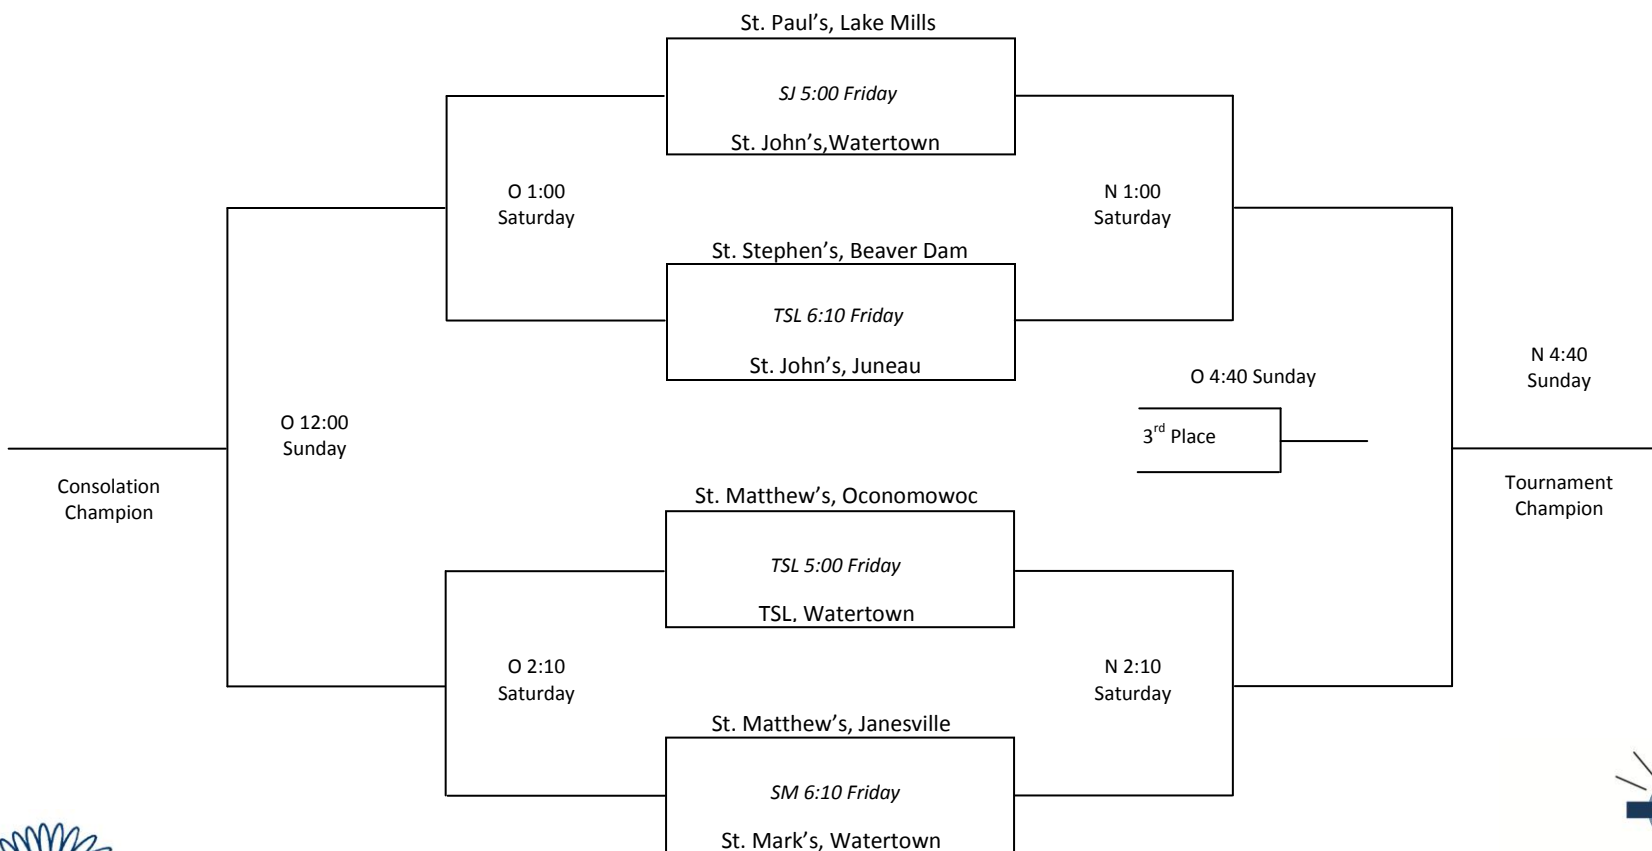 St. Paul’s, Lake Mills
SJ 5:00 Friday
St. John’s,Watertown
O 1:00
Saturday
N 1:00
Saturday
St. Stephen’s, Beaver Dam
TSL 6:10 Friday
St. John’s, Juneau
N 4:40
Sunday
O 4:40 Sunday
O 12:00
Sunday
3rd Place
Consolation
Champion
Tournament
Champion
St. Matthew’s, Oconomowoc
TSL 5:00 Friday
TSL, Watertown
O 2:10
Saturday
N 2:10
Saturday
St. Matthew’s, Janesville
SM 6:10 Friday
St. Mark’s, Watertown